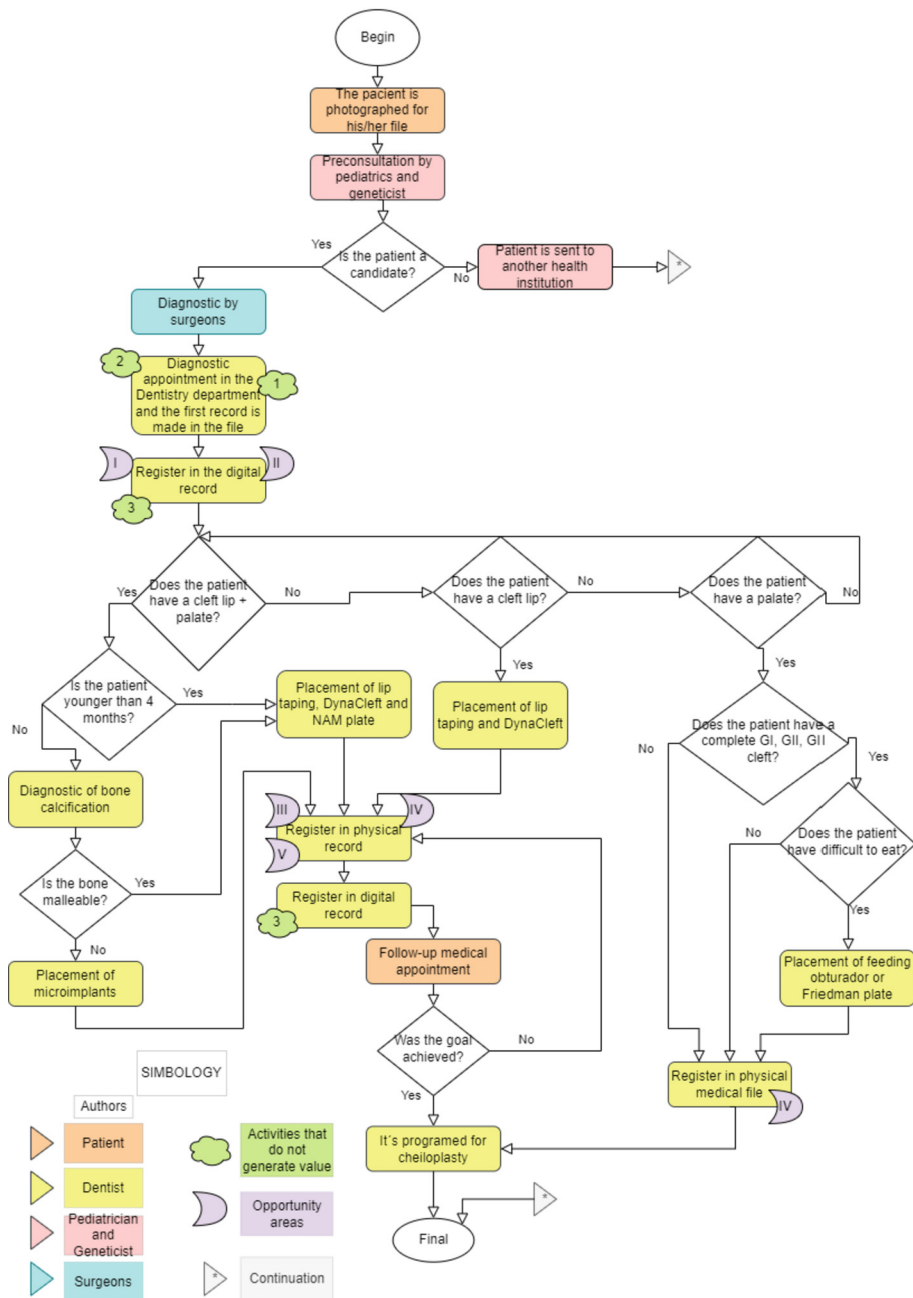 Begin
The pacient is
photographed for
his/her file
Preconsultation by
pediatrics and
geneticist
Yes
Is the patient a
candidate?
No
Patient is sent to
another health
institution
*
Diagnostic by
surgeons
2
1
Diagnostic
appointment in the
Dentistry department
and the first record is
made in the file
I
II
Register in the digital
record
3
Yes
Does the patient
have a cleft lip +
palate?
No
Does the patient
have a cleft lip?
No
Does the patient
have a palate?
No
Is the patient
younger than 4
months?
Yes
No
Placement of lip
taping, DynaCleft and
NAM plate
Yes
Placement of lip
taping and DynaCleft
Yes
Does the patient have a
complete GI, GII, GII
cleft?
No
Yes
Diagnostic of bone
calcification
III
IV
Register in physical
record
V
Does the patient
have difficult to eat?
No
Yes
Is the bone
malleable?
Yes
No
Register in digital
record
3
Follow-up medical
appointment
Placement of
microimplants
Placement of feeding
obturador or
Friedman plate
Was the goal
achieved?
No
Yes
Register in physical
medical file
IV
It´s programed for
cheiloplasty
*
Final
SIMBOLOGY
Authors
Patient
Dentist
Pediatrician
and
Geneticist
Surgeons
Activities that
do not
generate value
Opportunity
areas
*
Continuation